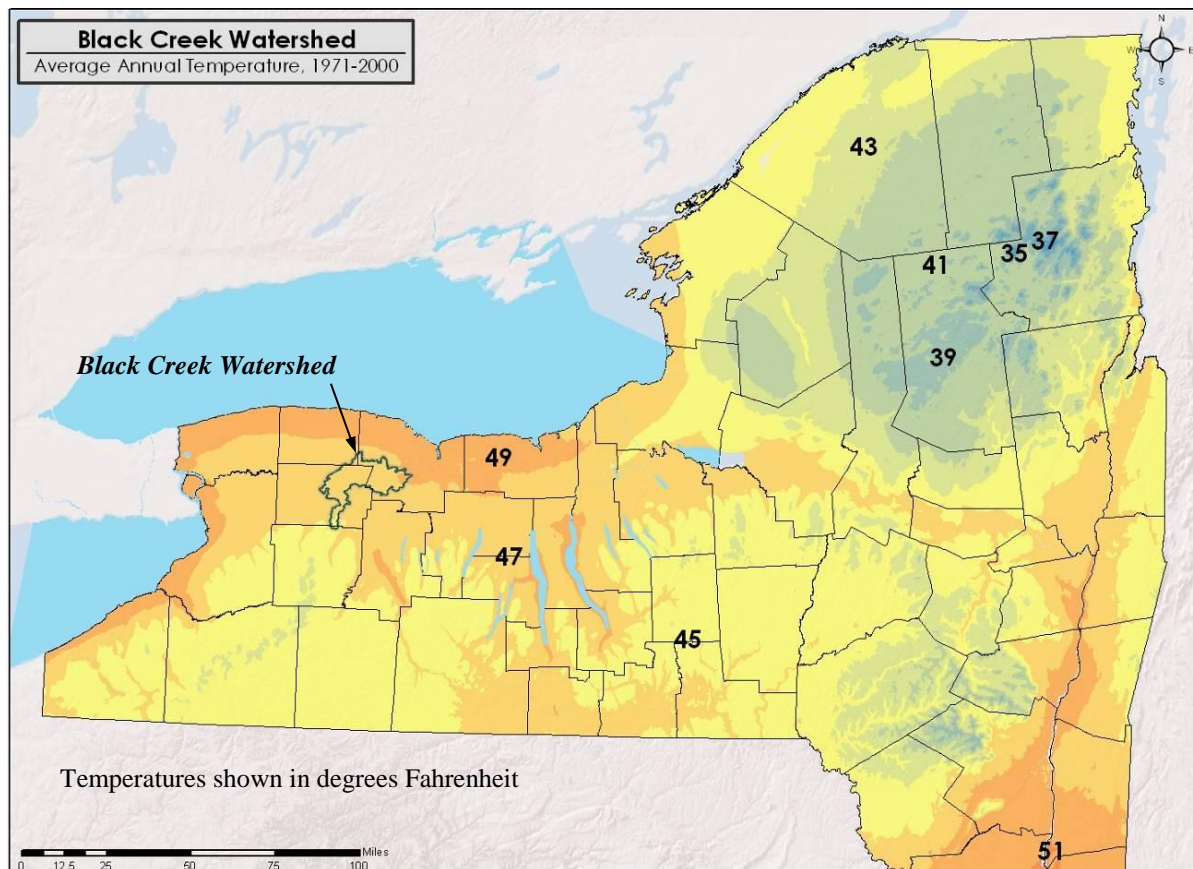 Black Creek Watershed
Average Annual Temperature, 1971-2000
N
W E
S
43
37
35
41
39
Black Creek Watershed
49
47
45
Temperatures shown in degrees Fahrenheit
Miles
0 12.5 25 50 75 100
51